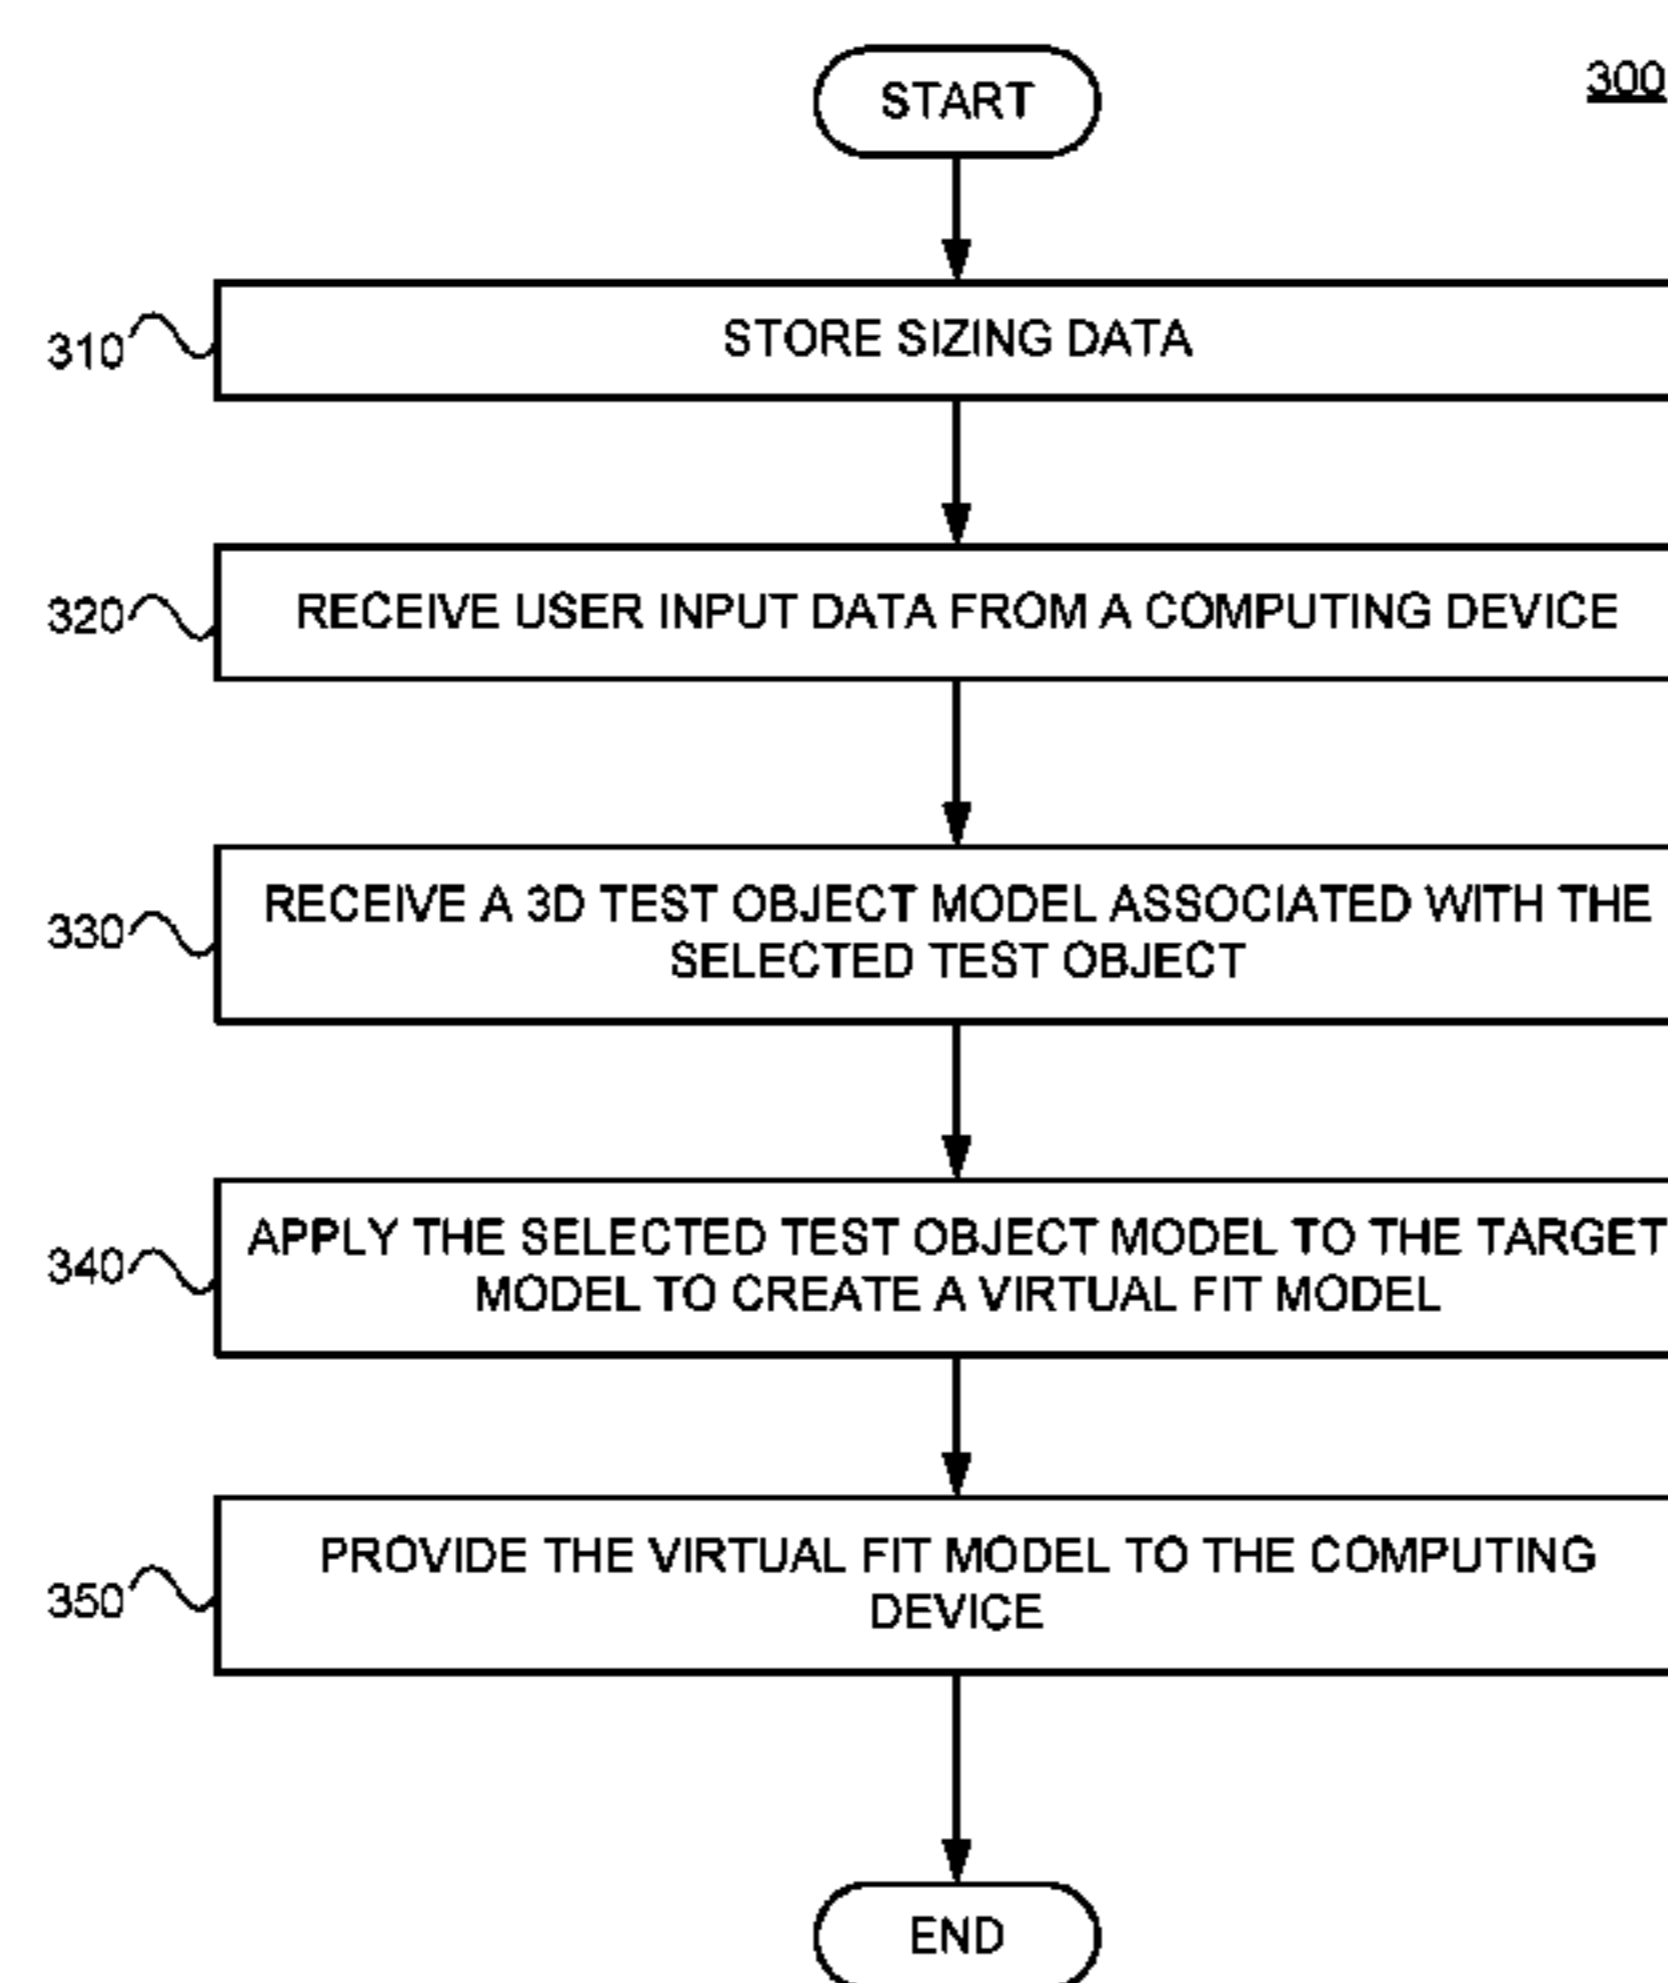 300
START
310
STORE SIZING DATA
320
RECEIVE USER INPUT DATA FROM A COMPUTING DEVICE
330
RECEIVE A 3D TEST OBJECT MODEL ASSOCIATED WITH THE
SELECTED TEST OBJECT
340
APPLY THE SELECTED TEST OBJECT MODEL TO THE TARGET
MODEL TO CREATE A VIRTUAL FIT MODEL
350
PROVIDE THE VIRTUAL FIT MODEL TO THE COMPUTING
DEVICE
END